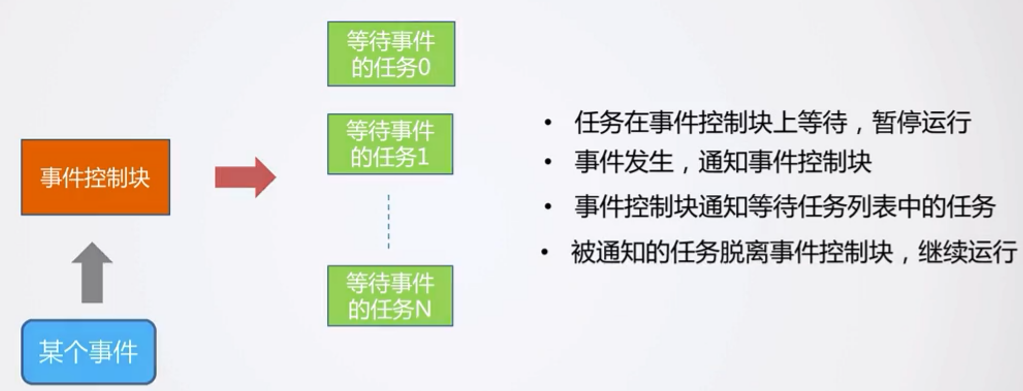 等待事件
的任务0
等待事件
的任务1
事件控制块
等待事件
的任务N
某个事件
• 任务在事件控制块上等待，暂停运行
• 事件发生，通知事件控制块
• 事件控制块通知等待任务列表中的任务
• 被通知的任务脱离事件控制块，继续运行